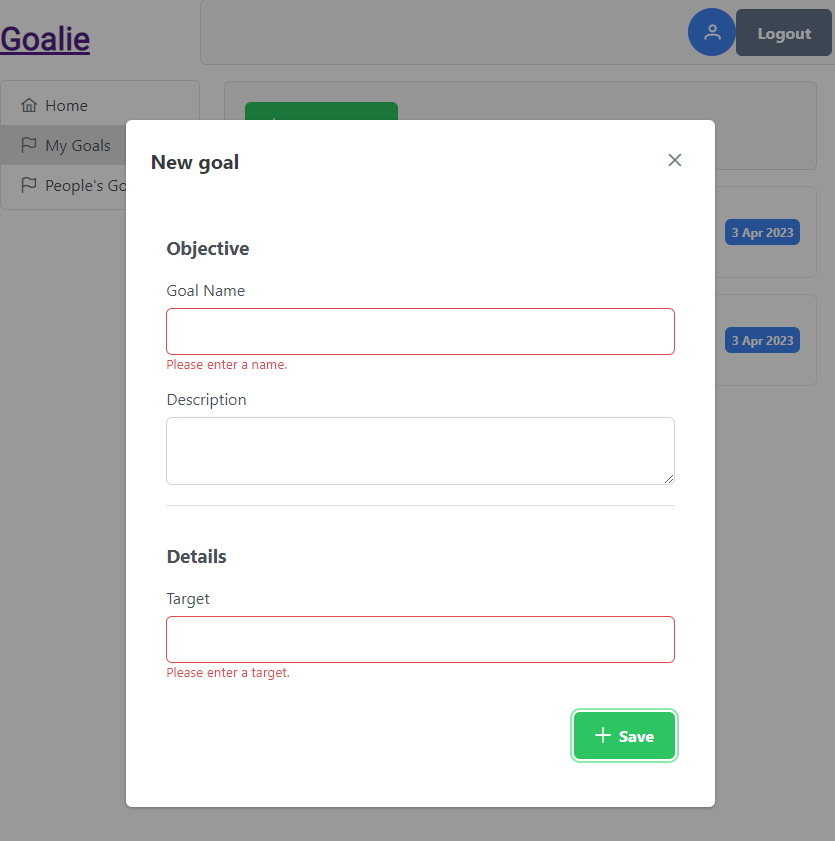 Goalie
Logout
Home
My Goals
People's Go
New goal
Objective
Goal Name
Please enter a name.
Description
Details
Target
Please enter a target.
Save
3 Apr 2023
3 Apr 2023